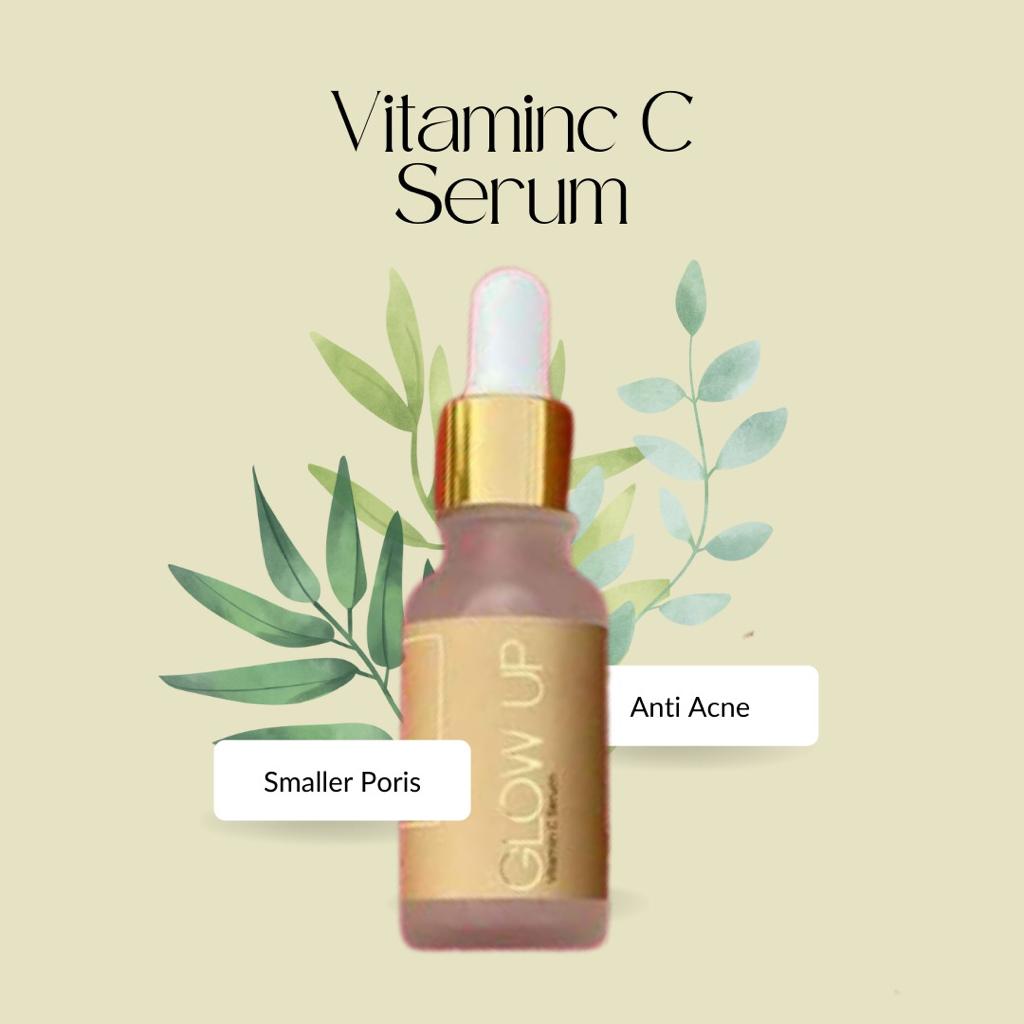 Vitaminc C
Serum
Anti Acne
Smaller Poris
GLOW UP
Vitamin C Serum